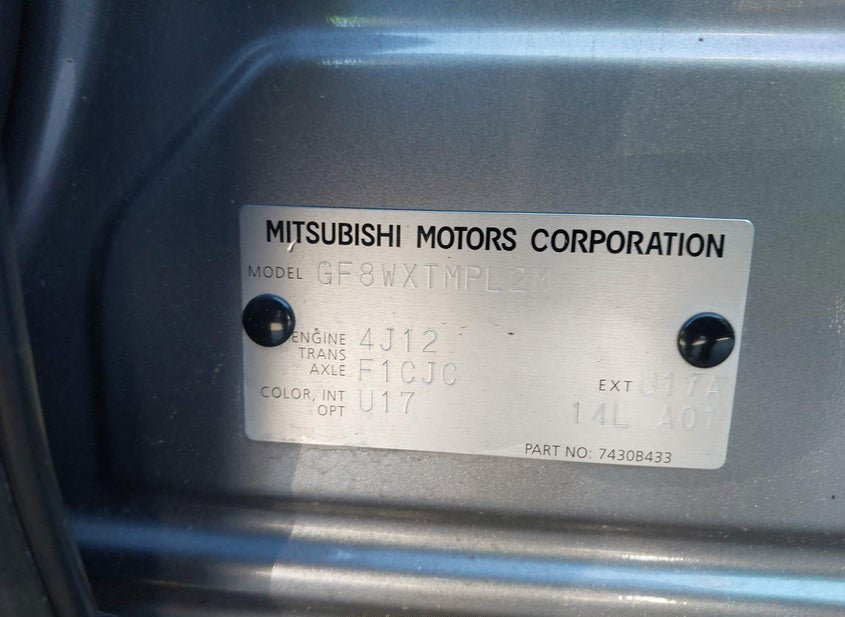 MITSUBISHI MOTORS CORPORATION
MODEL GF8WXTMPL2M
ENGINE 4J12
TRANS
AXLE F1CJC
EXT U17A
COLOR, INT U17
OPT
14L A01
PART NO: 7430B433